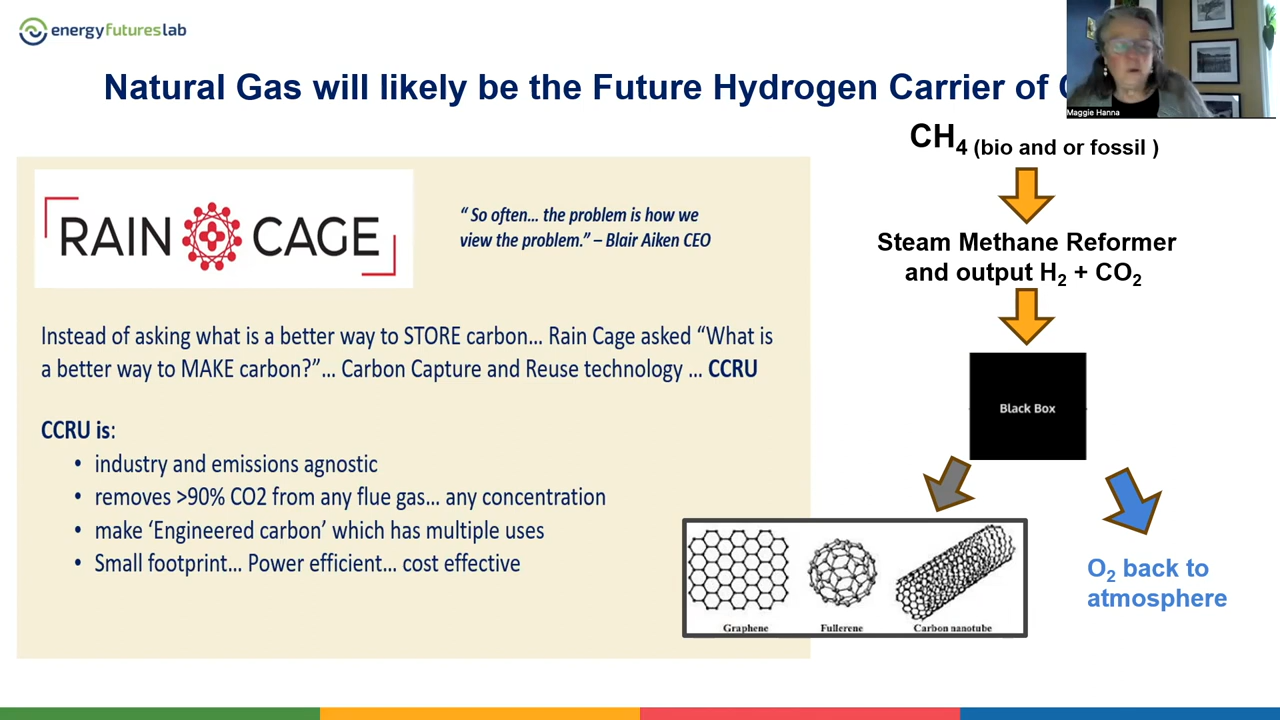 energyfutureslab
Natural Gas will likely be the Future Hydrogen Carrier of
Maggie Hanna
CH4 (bio and or fossil )
RAIN CAGE
“ So often... the problem is how we
view the problem.” – Blair Aiken CEO
Steam Methane Reformer
and output H2 + CO2
Instead of asking what is a better way to STORE carbon... Rain Cage asked “What is
a better way to MAKE carbon?”... Carbon Capture and Reuse technology ... CCRU
Black Box
CCRU is:
• industry and emissions agnostic
• removes >90% CO2 from any flue gas... any concentration
• make ‘Engineered carbon’ which has multiple uses
• Small footprint... Power efficient... cost effective
Graphene Fullerene Carbon nanotube
O2 back to
atmosphere